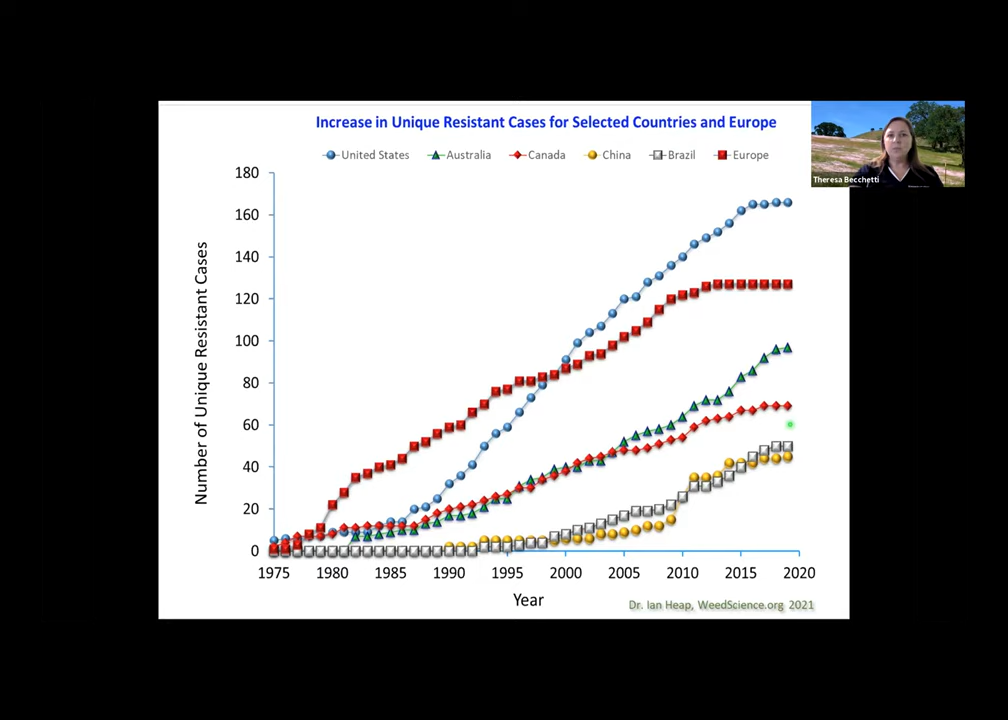 Increase in Unique Resistant Cases for Selected Countries and Europe
United States Australia Canada China Brazil Europe
Theresa Becchetti
180
160
140
120
100
80
60
40
20
0
Number of Unique Resistant Cases
1975 1980 1985 1990 1995 2000 2005 2010 2015 2020
Year
Dr. Ian Heap, WeedScience.org 2021